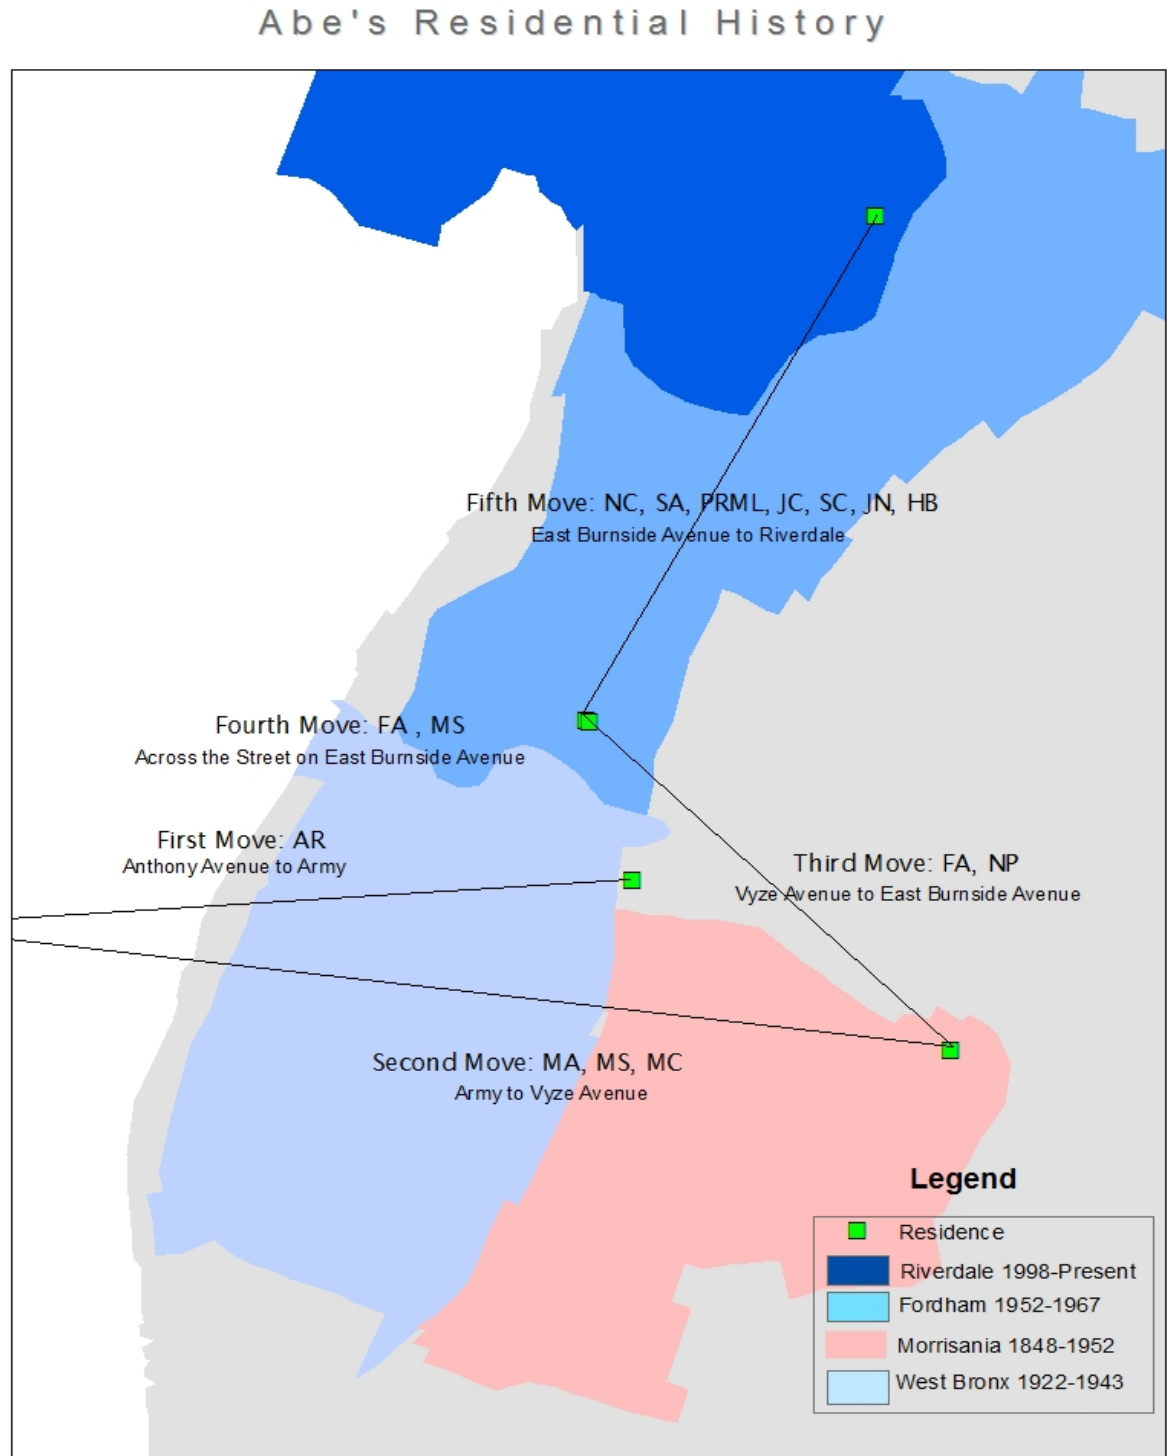 Abe's Residential History
Fifth Move: NC, SA, PRML, JC, SC, JN, HB
East Burnside Avenue to Riverdale
Fourth Move: FA , MS
Across the Street on East Burnside Avenue
First Move: AR
Anthony Avenue to Army
Third Move: FA, NP
Vyze Avenue to East Burnside Avenue
Second Move: MA, MS, MC
Army to Vyze Avenue
Legend
Residence
Riverdale 1998-Present
Fordham 1952-1967
Morrisania 1848-1952
West Bronx 1922-1943